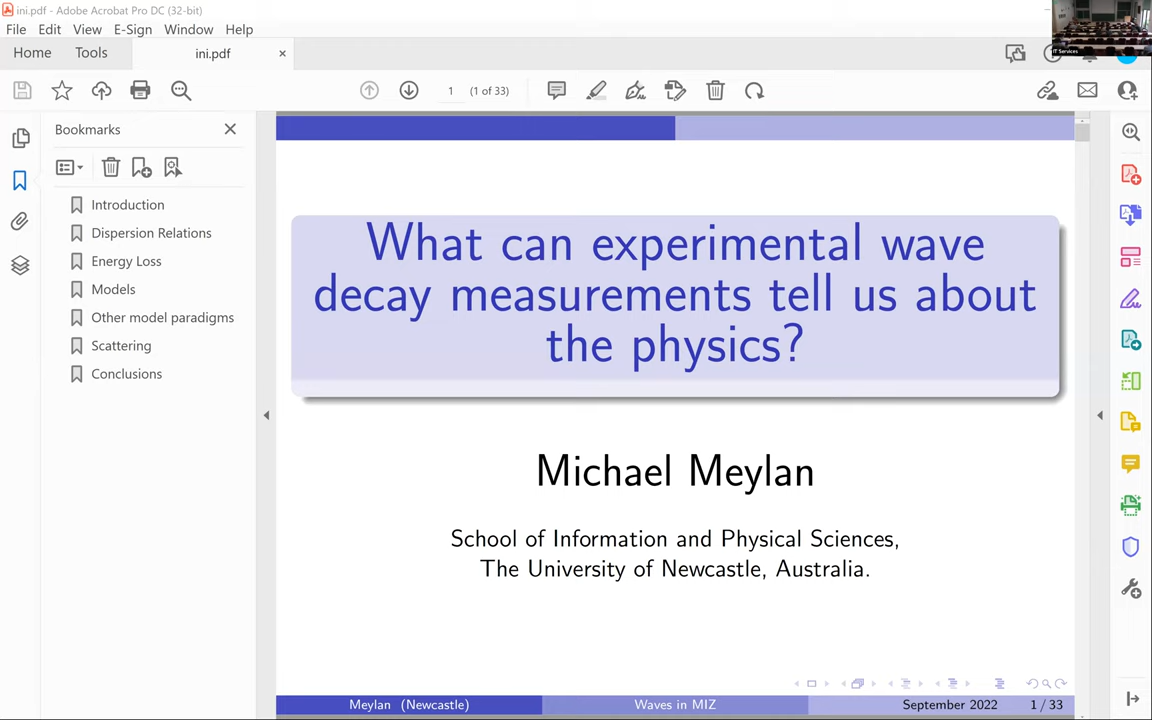 ini.pdf - Adobe Acrobat Pro DC (32-bit)
File Edit View E-Sign Window Help
Home Tools ini.pdf ×
IT Services
1 (1 of 33)
Bookmarks
Introduction
Dispersion Relations
Energy Loss
Models
Other model paradigms
Scattering
Conclusions
What can experimental wave
decay measurements tell us about
the physics?
Michael Meylan
School of Information and Physical Sciences,
The University of Newcastle, Australia.
Meylan (Newcastle) Waves in MIZ September 2022 1 / 33